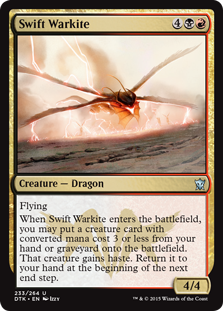 Swift Warkite 4
Creature — Dragon
Flying
When Swift Warkite enters the battlefield,
you may put a creature card with
converted mana cost 3 or less from your
hand or graveyard onto the battlefield.
That creature gains haste. Return it to
your hand at the beginning of the next
end step.
4/4
233/264 U
DTK • EN Izzy
™ & © 2015 Wizards of the Coast